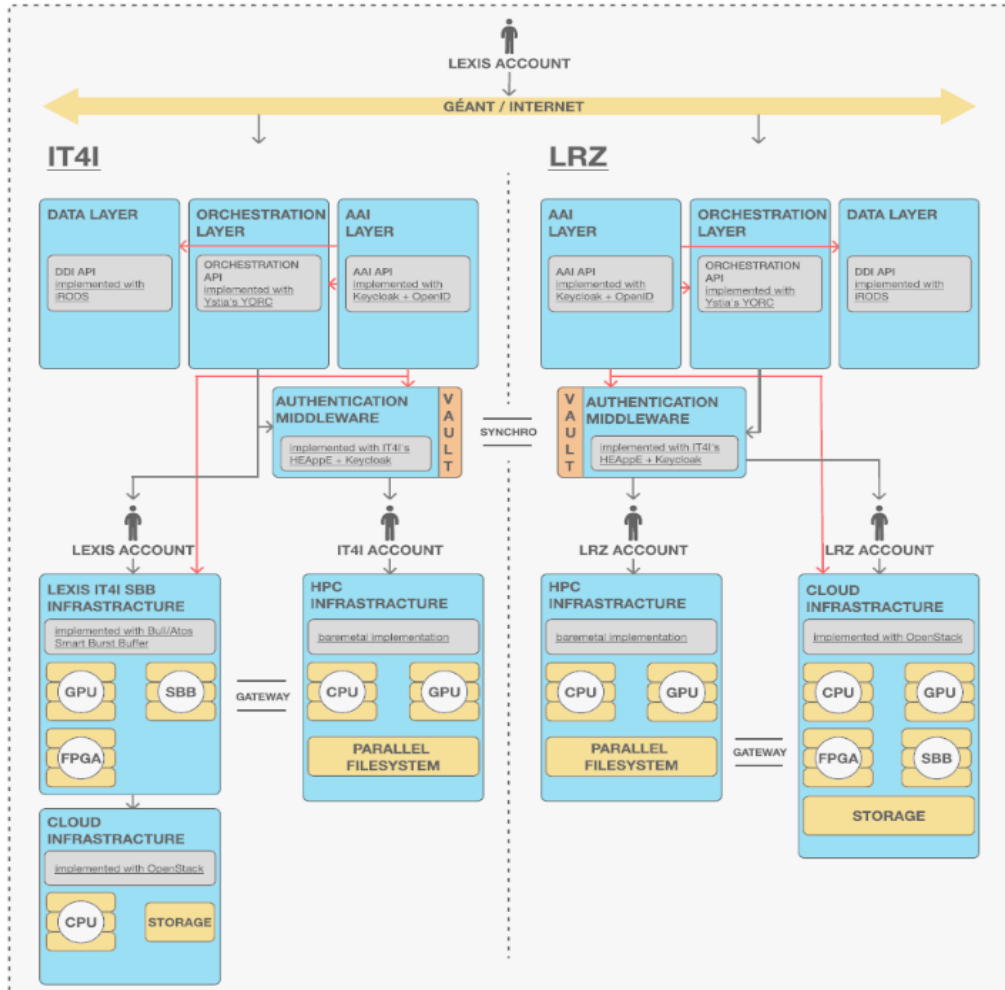 LEXIS ACCOUNT
GÉANT / INTERNET
IT4I
DATA LAYER
DDI API
implemented with
iRODS
ORCHESTRATION
LAYER
ORCHESTRATION
API
implemented with
Ystia's YORC
AAI
LAYER
AAI API
implemented with
Keycloak + OpenID
AUTHENTICATION
MIDDLEWARE
implemented with IT4I's
HEAppE + Keycloak
VAULT
SYNCHRO
LEXIS ACCOUNT
IT4I ACCOUNT
LEXIS IT4I SBB
INFRASTRUCTURE
implemented with Bull/Atos
Smart Burst Buffer
GPU
SBB
FPGA
GATEWAY
HPC
INFRASTRACTURE
baremetal implementation
CPU
GPU
PARALLEL
FILESYSTEM
CLOUD
INFRASTRACTURE
implemented with OpenStack
CPU
STORAGE
LRZ
AAI
LAYER
AAI API
implemented with
Keycloak + OpenID
ORCHESTRATION
LAYER
ORCHESTRATION
API
implemented with
Ystia's YORC
DATA LAYER
DDI API
implemented with
iRODS
VAULT
AUTHENTICATION
MIDDLEWARE
implemented with IT4I's
HEAppE + Keycloak
LRZ ACCOUNT
LRZ ACCOUNT
HPC
INFRASTRACTURE
baremetal implementation
CPU
GPU
PARALLEL
FILESYSTEM
GATEWAY
CLOUD
INFRASTRACTURE
implemented with OpenStack
CPU
GPU
FPGA
SBB
STORAGE